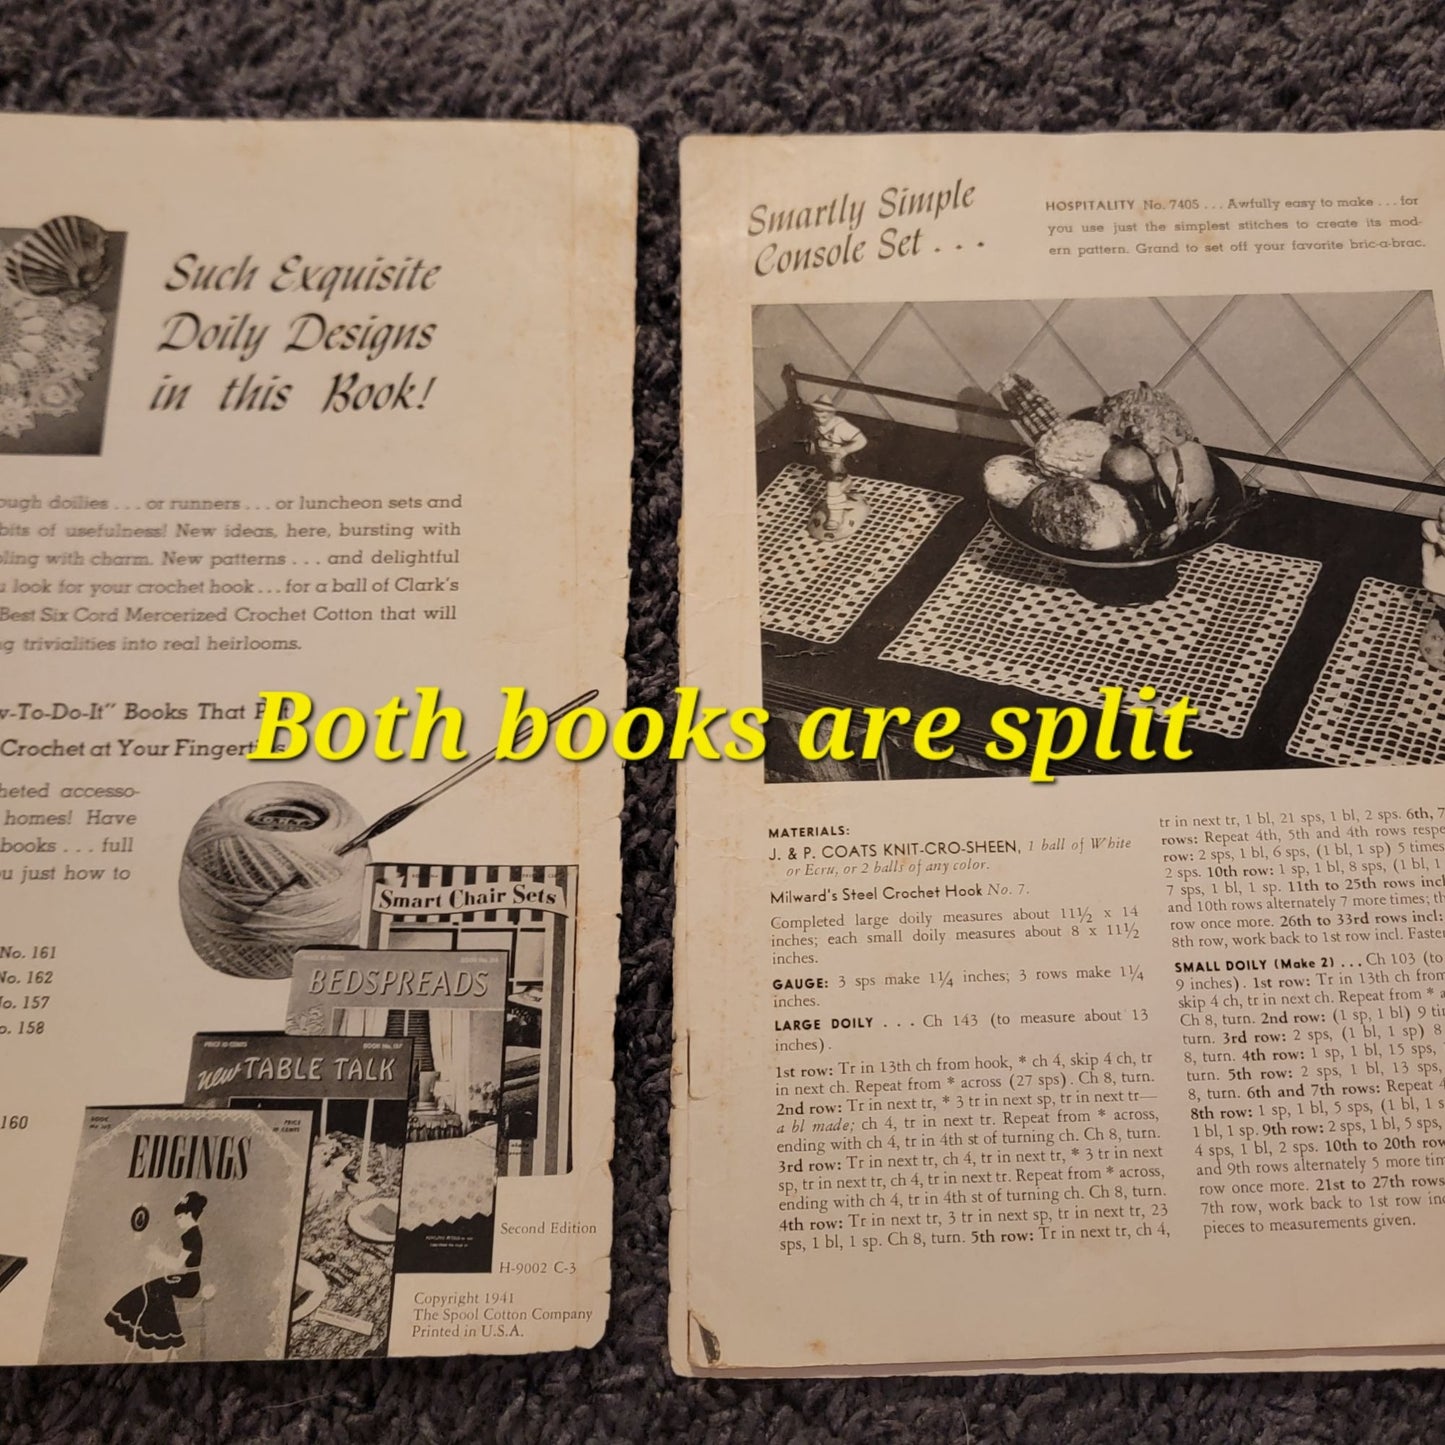 Such Exquisite
Doily Designs
in this Book!
ough doilies . . . or runners . . . or luncheon sets and
bits of usefulness! New ideas, here, bursting with
ling with charm. New patterns . . . and delightful
u look for your crochet hook . . . for a ball of Clark's
Best Six Cord Mercerized Crochet Cotton that will
g trivialities into real heirlooms.
w-To-Do-It" Books That
Crochet at Your
heted accesso-
homes! Have
books . . . full
u just how to
No. 161
No. 162
No. 157
o. 158
160
Smart Chair Sets
BEDSPREADS
PRICE 10 CENTS
BOOK No. 157
New TABLE TALK
BOOK
PRICE
10 CENTS
EDGINGS
Second Edition
H-9002 C-3
Copyright 1941
The Spool Cotton Company
Printed in U.S.A.
Both books are split
Smartly Simple
Console Set . . .
HOSPITALITY No. 7405 . . . Awfully easy to make . . . for
you use just the simplest stitches to create its mod-
ern pattern. Grand to set off your favorite bric-a-brac.
MATERIALS:
J. & P. COATS KNIT-CRO-SHEEN, 1 ball of White
or Ecru, or 2 balls of any color.
Milward's Steel Crochet Hook No. 7.
Completed large doily measures about 11½ x 14
inches; each small doily measures about 8 x 11½
inches.
GAUGE: 3 sps make 1¼ inches; 3 rows make 1¼
inches.
LARGE DOILY . . . Ch 143 (to measure about 13
inches).
1st row: Tr in 13th ch from hook, * ch 4, skip 4 ch, tr
in next ch. Repeat from * across (27 sps). Ch 8, turn.
2nd row: Tr in next tr, * 3 tr in next sp, tr in next tr—
a bl made; ch 4, tr in next tr. Repeat from * across,
ending with ch 4, tr in 4th st of turning ch. Ch 8, turn.
3rd row: Tr in next tr, ch 4, tr in next tr, * 3 tr in next
sp, tr in next tr, ch 4, tr in next tr. Repeat from * across,
ending with ch 4, tr in 4th st of turning ch. Ch 8, turn.
4th row: Tr in next tr, 3 tr in next sp, tr in next tr, 23
sps, 1 bl, 1 sp. Ch 8, turn. 5th row: Tr in next tr, ch 4,
tr in next tr, 1 bl, 21 sps, 1 bl, 2 sps. 6th, 7
rows: Repeat 4th, 5th and 4th rows respe
row: 2 sps, 1 bl, 6 sps, (1 bl, 1 sp) 5 times
2 sps. 10th row: 1 sp, 1 bl, 8 sps, (1 bl, 1
7 sps, 1 bl, 1 sp. 11th to 25th rows incl
and 10th rows alternately 7 more times; th
row once more. 26th to 33rd rows incl:
8th row, work back to 1st row incl. Faste
SMALL DOILY (Make 2) . . . Ch 103 (to
9 inches). 1st row: Tr in 13th ch from
skip 4 ch, tr in next ch. Repeat from * a
Ch 8, turn. 2nd row: (1 sp, 1 bl) 9 ti
turn. 3rd row: 2 sps, (1 bl, 1 sp) 8
8, turn. 4th row: 1 sp, 1 bl, 15 sps,
turn. 5th row: 2 sps, 1 bl, 13 sps,
8, turn. 6th and 7th rows: Repeat 4
8th row: 1 sp, 1 bl, 5 sps, (1 bl, 1 s
1 bl, 1 sp. 9th row: 2 sps, 1 bl, 5 sps,
4 sps, 1 bl, 2 sps. 10th to 20th row
and 9th rows alternately 5 more tim
row once more. 21st to 27th rows
7th row, work back to 1st row inc
pieces to measurements given.